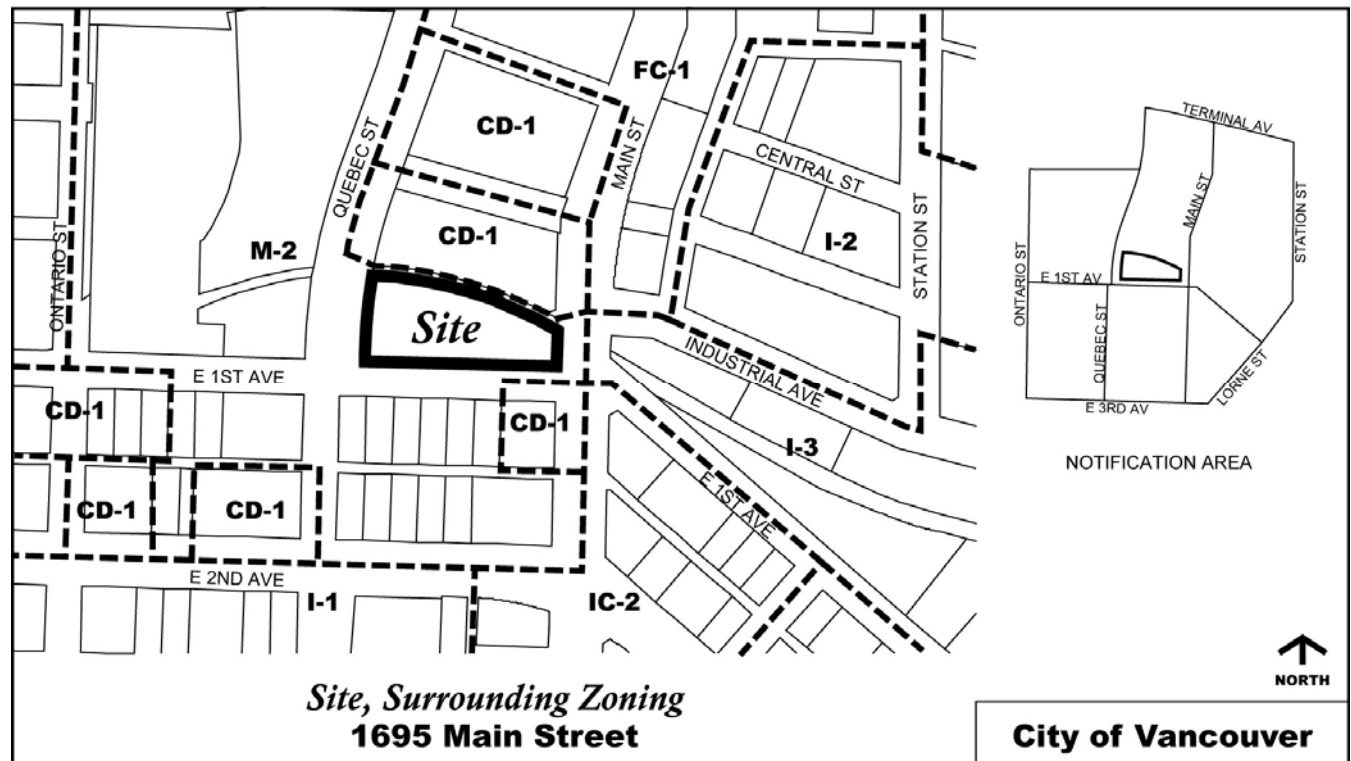 FC-1
CD-1
QUEBEC ST
MAIN ST
CENTRAL ST
STATION ST
I-2
CD-1
M-2
ONTARIO ST
Site
INDUSTRIAL AVE
E 1ST AVE
CD-1
CD-1
I-3
E 1ST AVE
CD-1
CD-1
E 2ND AVE
I-1
IC-2
TERMINAL AV
MAIN ST
STATION ST
ONTARIO ST
E 1ST AV
QUEBEC ST
LORNE ST
E 3RD AV
NOTIFICATION AREA
NORTH
Site, Surrounding Zoning
1695 Main Street
City of Vancouver